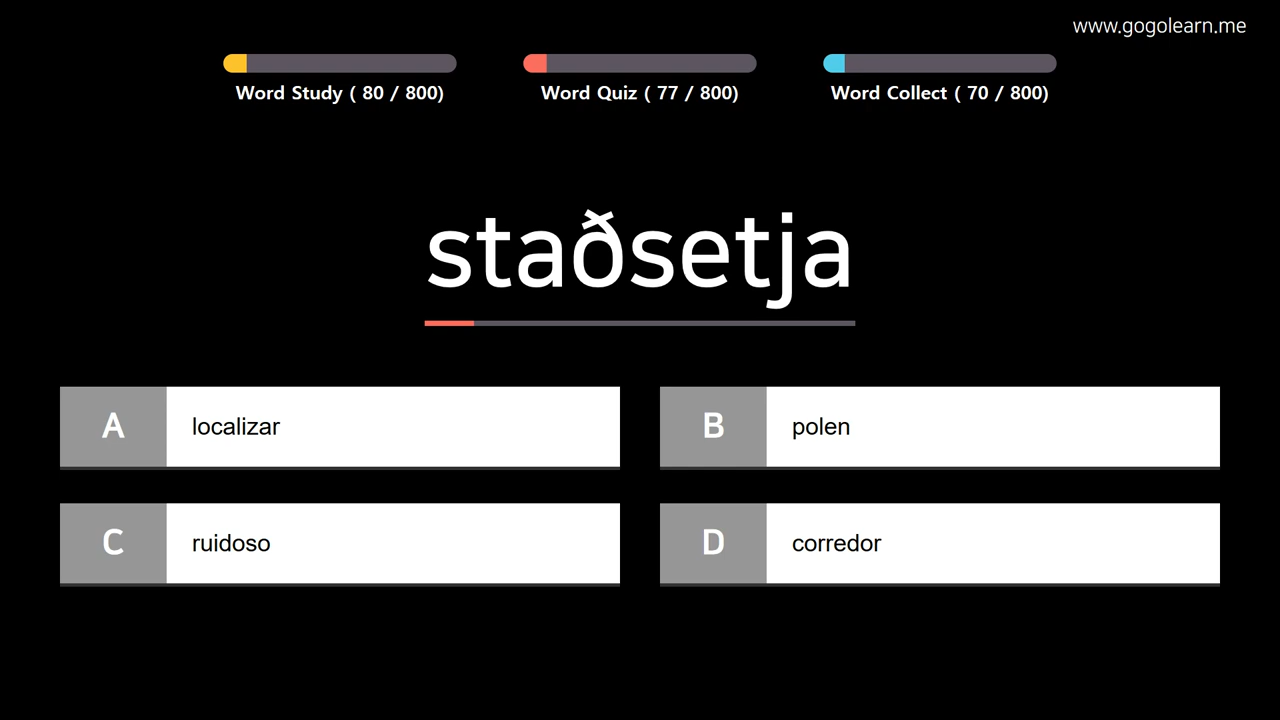 www.gogolearn.me
Word Study ( 80 / 800)
Word Quiz ( 77 / 800)
Word Collect ( 70 / 800)
staðsetja
A localizar
B polen
C ruidoso
D corredor